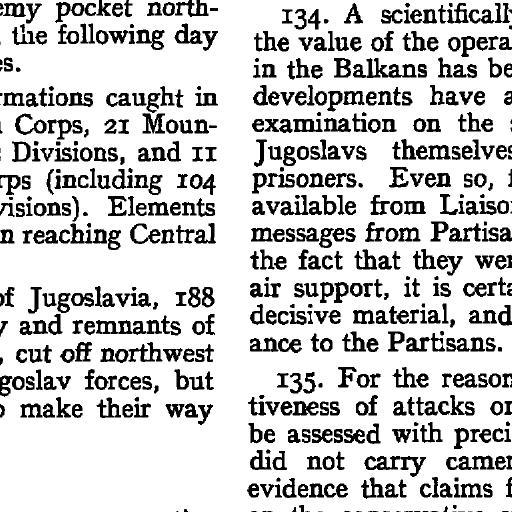 emy pocket north-
the following day
es.
rmations caught in
Corps, 21 Moun-
Divisions, and 11
rps (including 104
visions). Elements
n reaching Central
of Jugoslavia, 188
y and remnants of
, cut off northwest
goslav forces, but
o make their way
134. A scientifically
the value of the opera
in the Balkans has be
developments have a
examination on the s
Jugoslavs themselves
prisoners. Even so, f
available from Liaiso
messages from Partisa
the fact that they wer
air support, it is certa
decisive material, and
ance to the Partisans.
135. For the reason
tiveness of attacks on
be assessed with preci
did not carry camer
evidence that claims f